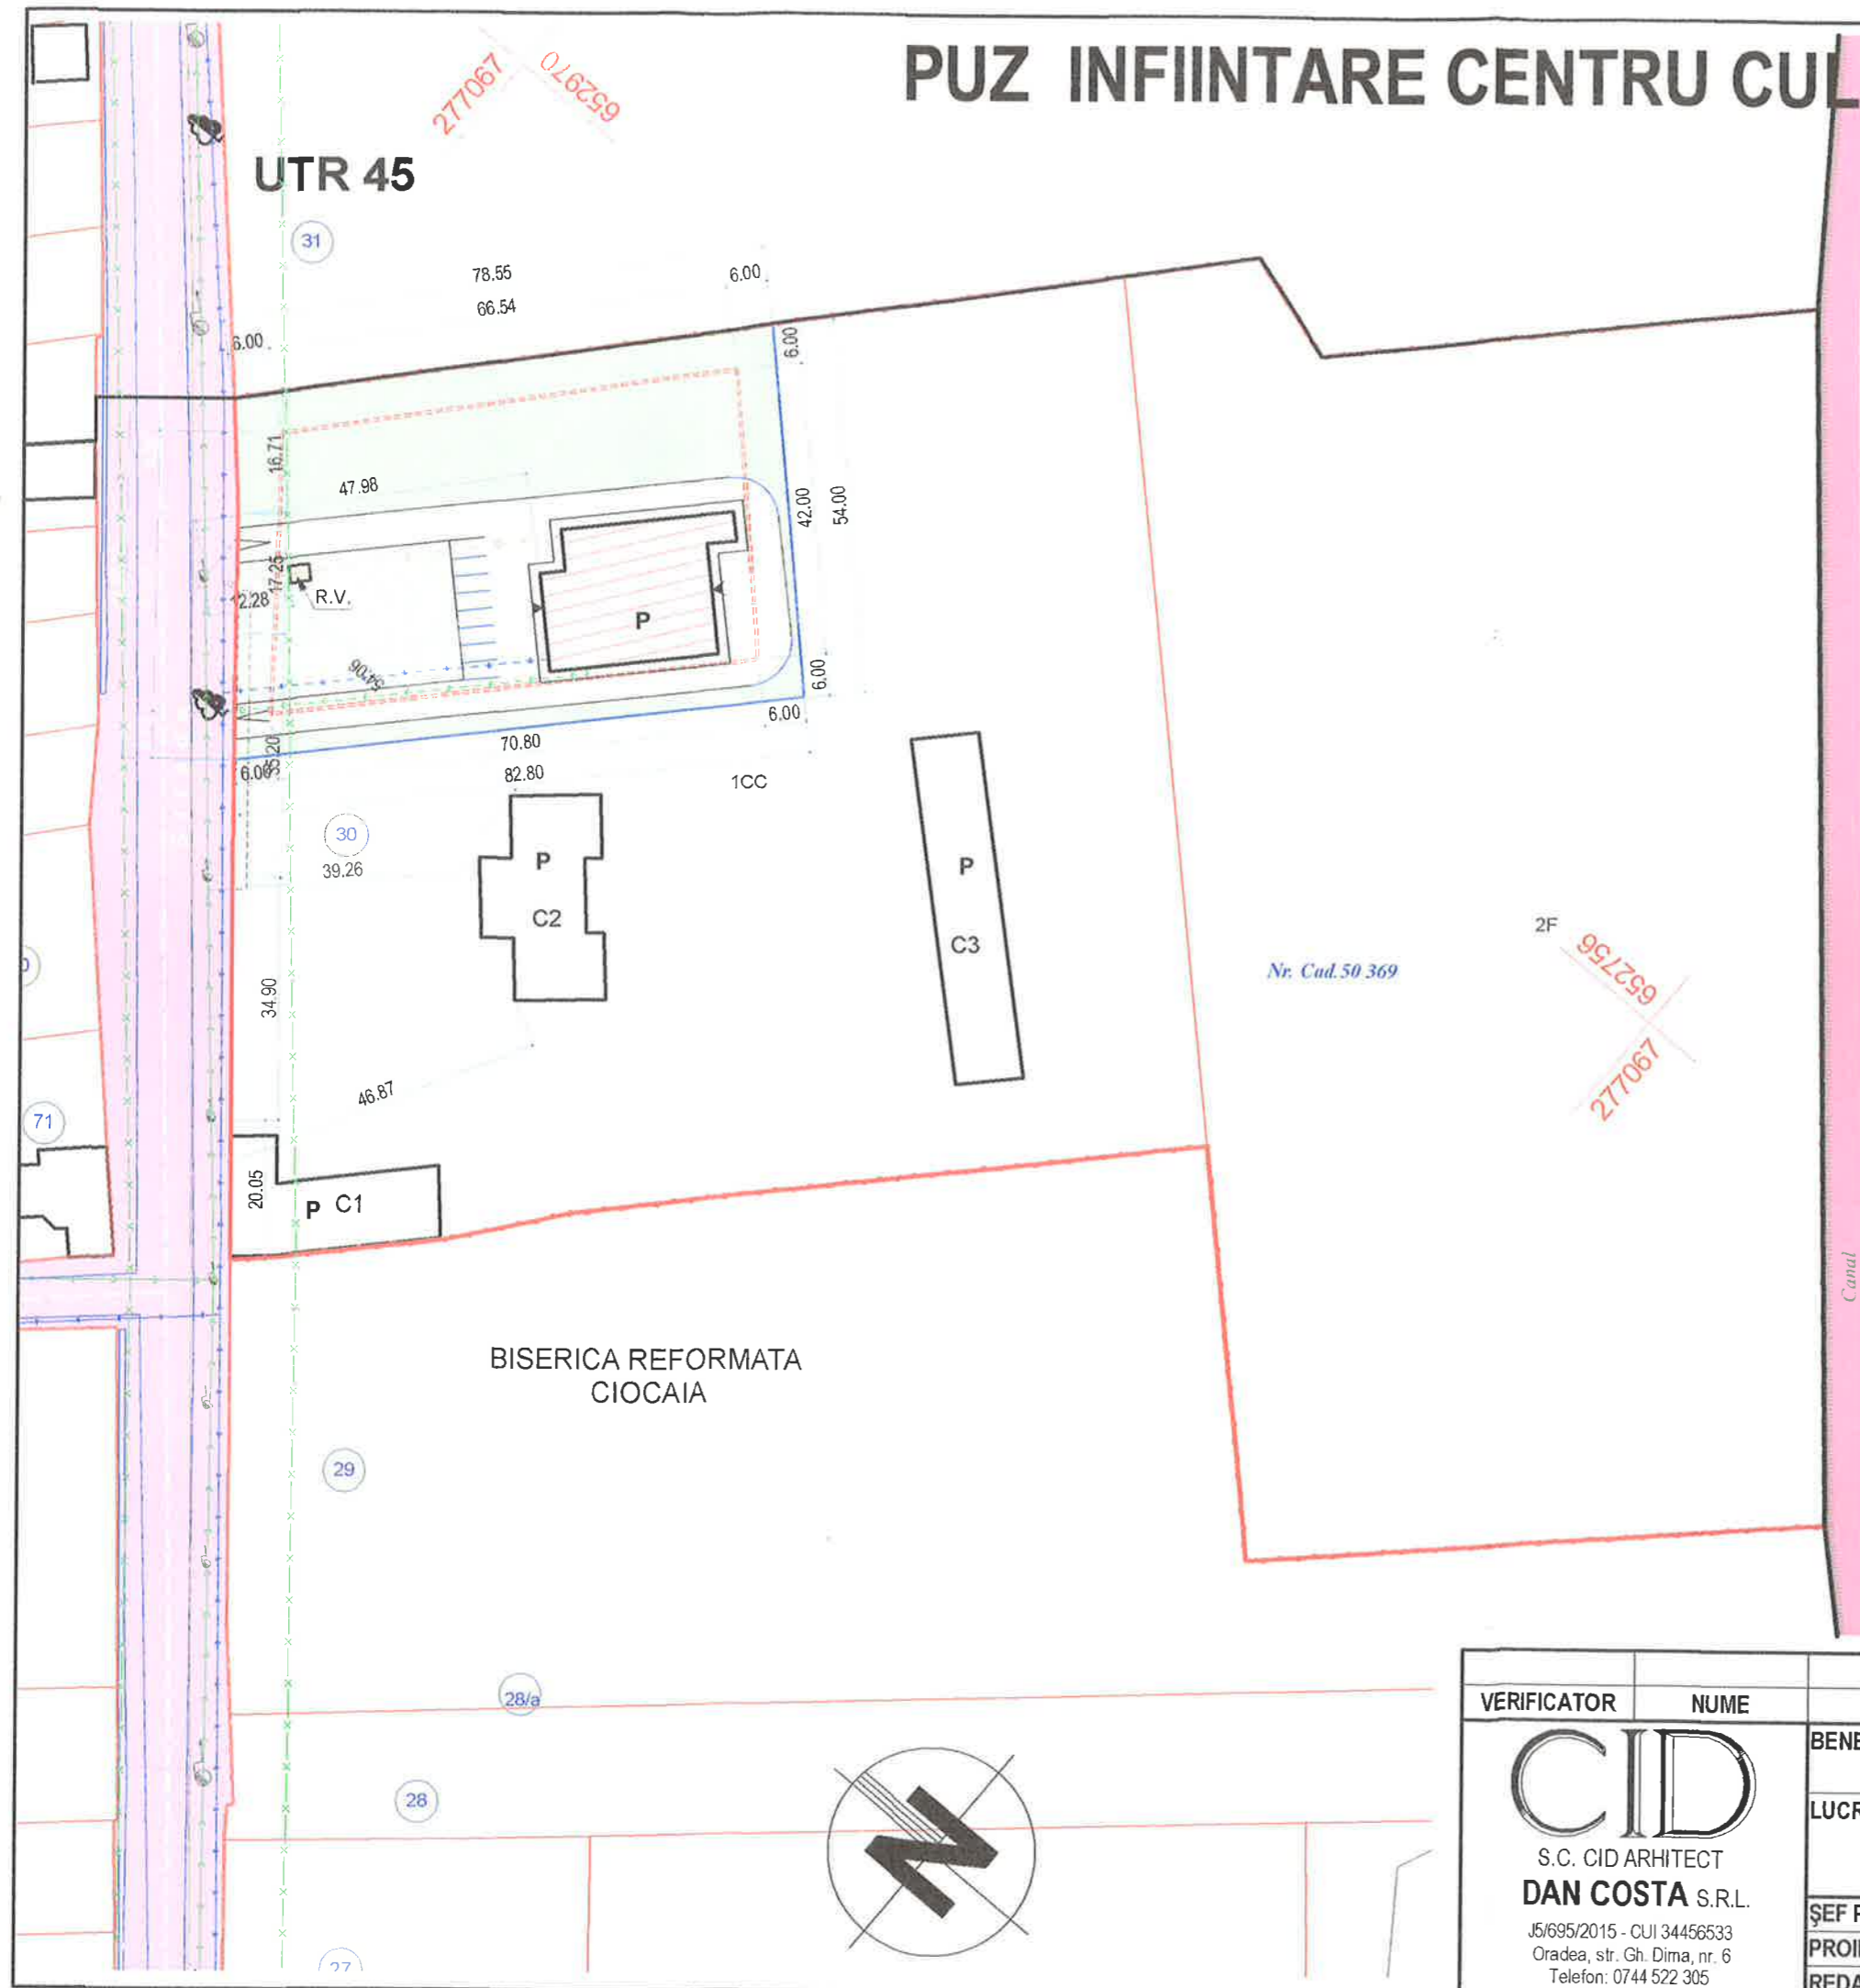 PUZ INFIINTARE CENTRU CUL
277067
652970
UTR 45
31
78.55
6.00
66.54
6.00
6.00
16.71
47.98
42.00
54.00
17.25
12.28
R.V.
P
54.06
6.00
6.00
70.80
35.20
6.00
82.80
1CC
30
39.26
P
C2
P
C3
2F
652756
277067
Nr. Cad. 50 369
34.90
46.87
71
20.05
P C1
Canal
BISERICA REFORMATA
CIOCAIA
29
28/a
28
27
VERIFICATOR NUME
CID
S.C. CID ARHITECT
DAN COSTA S.R.L.
J5/695/2015 - CUI 34456533
Oradea, str. Gh. Dima, nr. 6
Telefon: 0744 522 305
BENE
LUCR
ŞEF P
PROI
REDA